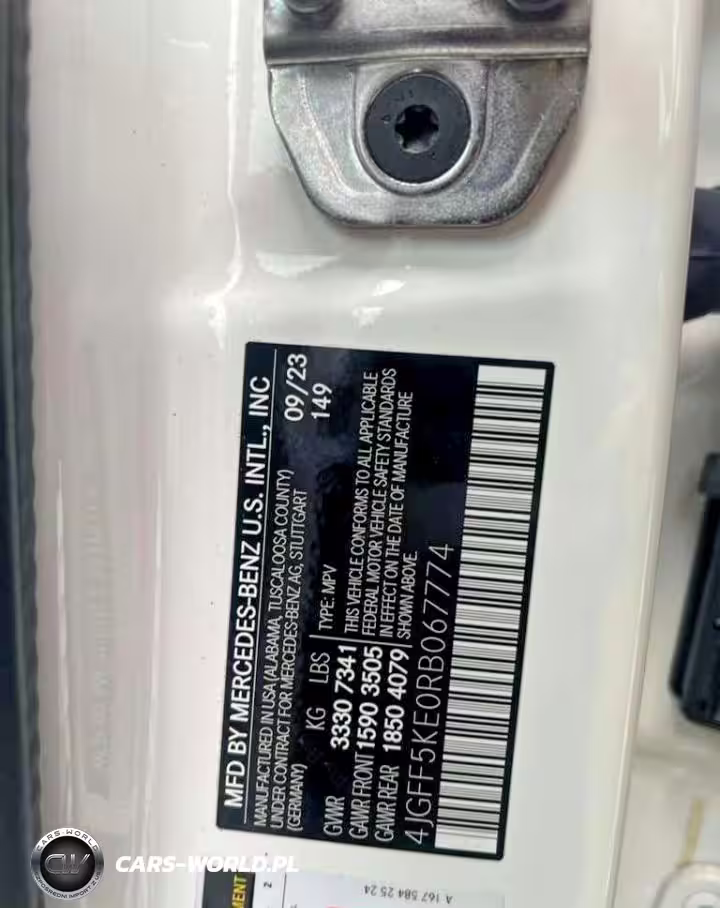 MFD BY MERCEDES-BENZ U.S. INTL., INC
MANUFACTURED IN USA (ALABAMA, TUSCALOOSA COUNTY)
UNDER CONTRACT FOR MERCEDES-BENZ AG, STUTTGART
(GERMANY)
09/23
149
KG LBS TYPE: MPV
GVWR 3330 7341
GAWR FRONT 1590 3505
GAWR REAR 1850 4079
THIS VEHICLE CONFORMS TO ALL APPLICABLE
FEDERAL MOTOR VEHICLE SAFETY STANDARDS
IN EFFECT ON THE DATE OF MANUFACTURE
SHOWN ABOVE.
4JGFF5KE0RB067774
A 167 584 25 24
CARS-WORLD
CW
CARS-WORLD.PL